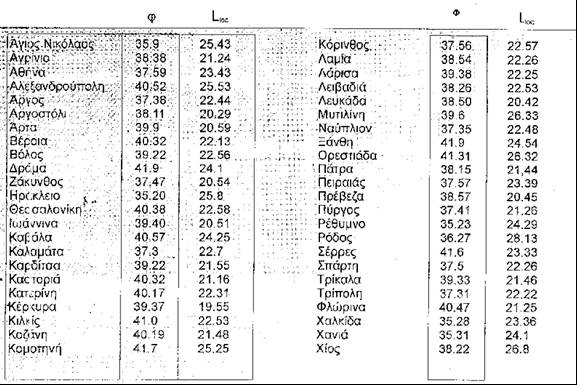 φ L_loc
Άγιος Νικόλαος 35.9 25.43
Αγρίνιο 38.38 21.24
Αθήνα 37.59 23.43
Αλεξανδρούπολη 40.52 25.53
Άργος 37.38 22.44
Αργοστόλι 38.11 20.29
Άρτα 39.9 20.59
Βέροια 40.32 22.13
Βόλος 39.22 22.56
Δράμα 41.9 24.1
Ζάκυνθος 37.47 20.54
Ηράκλειο 35.20 25.8
Θεσσαλονίκη 40.38 22.58
Ιωάννινα 39.40 20.51
Καβάλα 40.57 24.25
Καλαμάτα 37.3 22.7
Καρδίτσα 39.22 21.55
Καστοριά 40.32 21.16
Κατερίνη 40.17 22.31
Κέρκυρα 39.37 19.55
Κιλκίς 41.0 22.53
Κοζάνη 40.19 21.48
Κομοτηνή 41.7 25.25
Φ L_loc
Κόρινθος 37.56 22.57
Λαμία 38.54 22.26
Λάρισα 39.38 22.25
Λειβαδιά 38.26 22.53
Λευκάδα 38.50 20.42
Μυτιλίνη 39.6 26.33
Ναύπλιον 37.35 22.48
Ξάνθη 41.9 24.54
Ορεσπάδα 41.31 26.32
Πάτρα 38.15 21,44
Πειραιάς 37.57 23.39
Πρέβεζα 38.57 20.45
Πύργος 37.41 21.26
Ρέθυμνο 35.23 24.29
Ρόδος 36.27 28.13
Σέρρες 41.6 23.33
Σπάρτη 37.5 22.26
Τρίκαλα 39.33 21.46
Τρίπολη 37.31 22.22
Φλώρινα 40.47 21.25
Χαλκίδα 35.28 23.36
Χανιά 35.31 24.1
Χίος 38.22 26.8